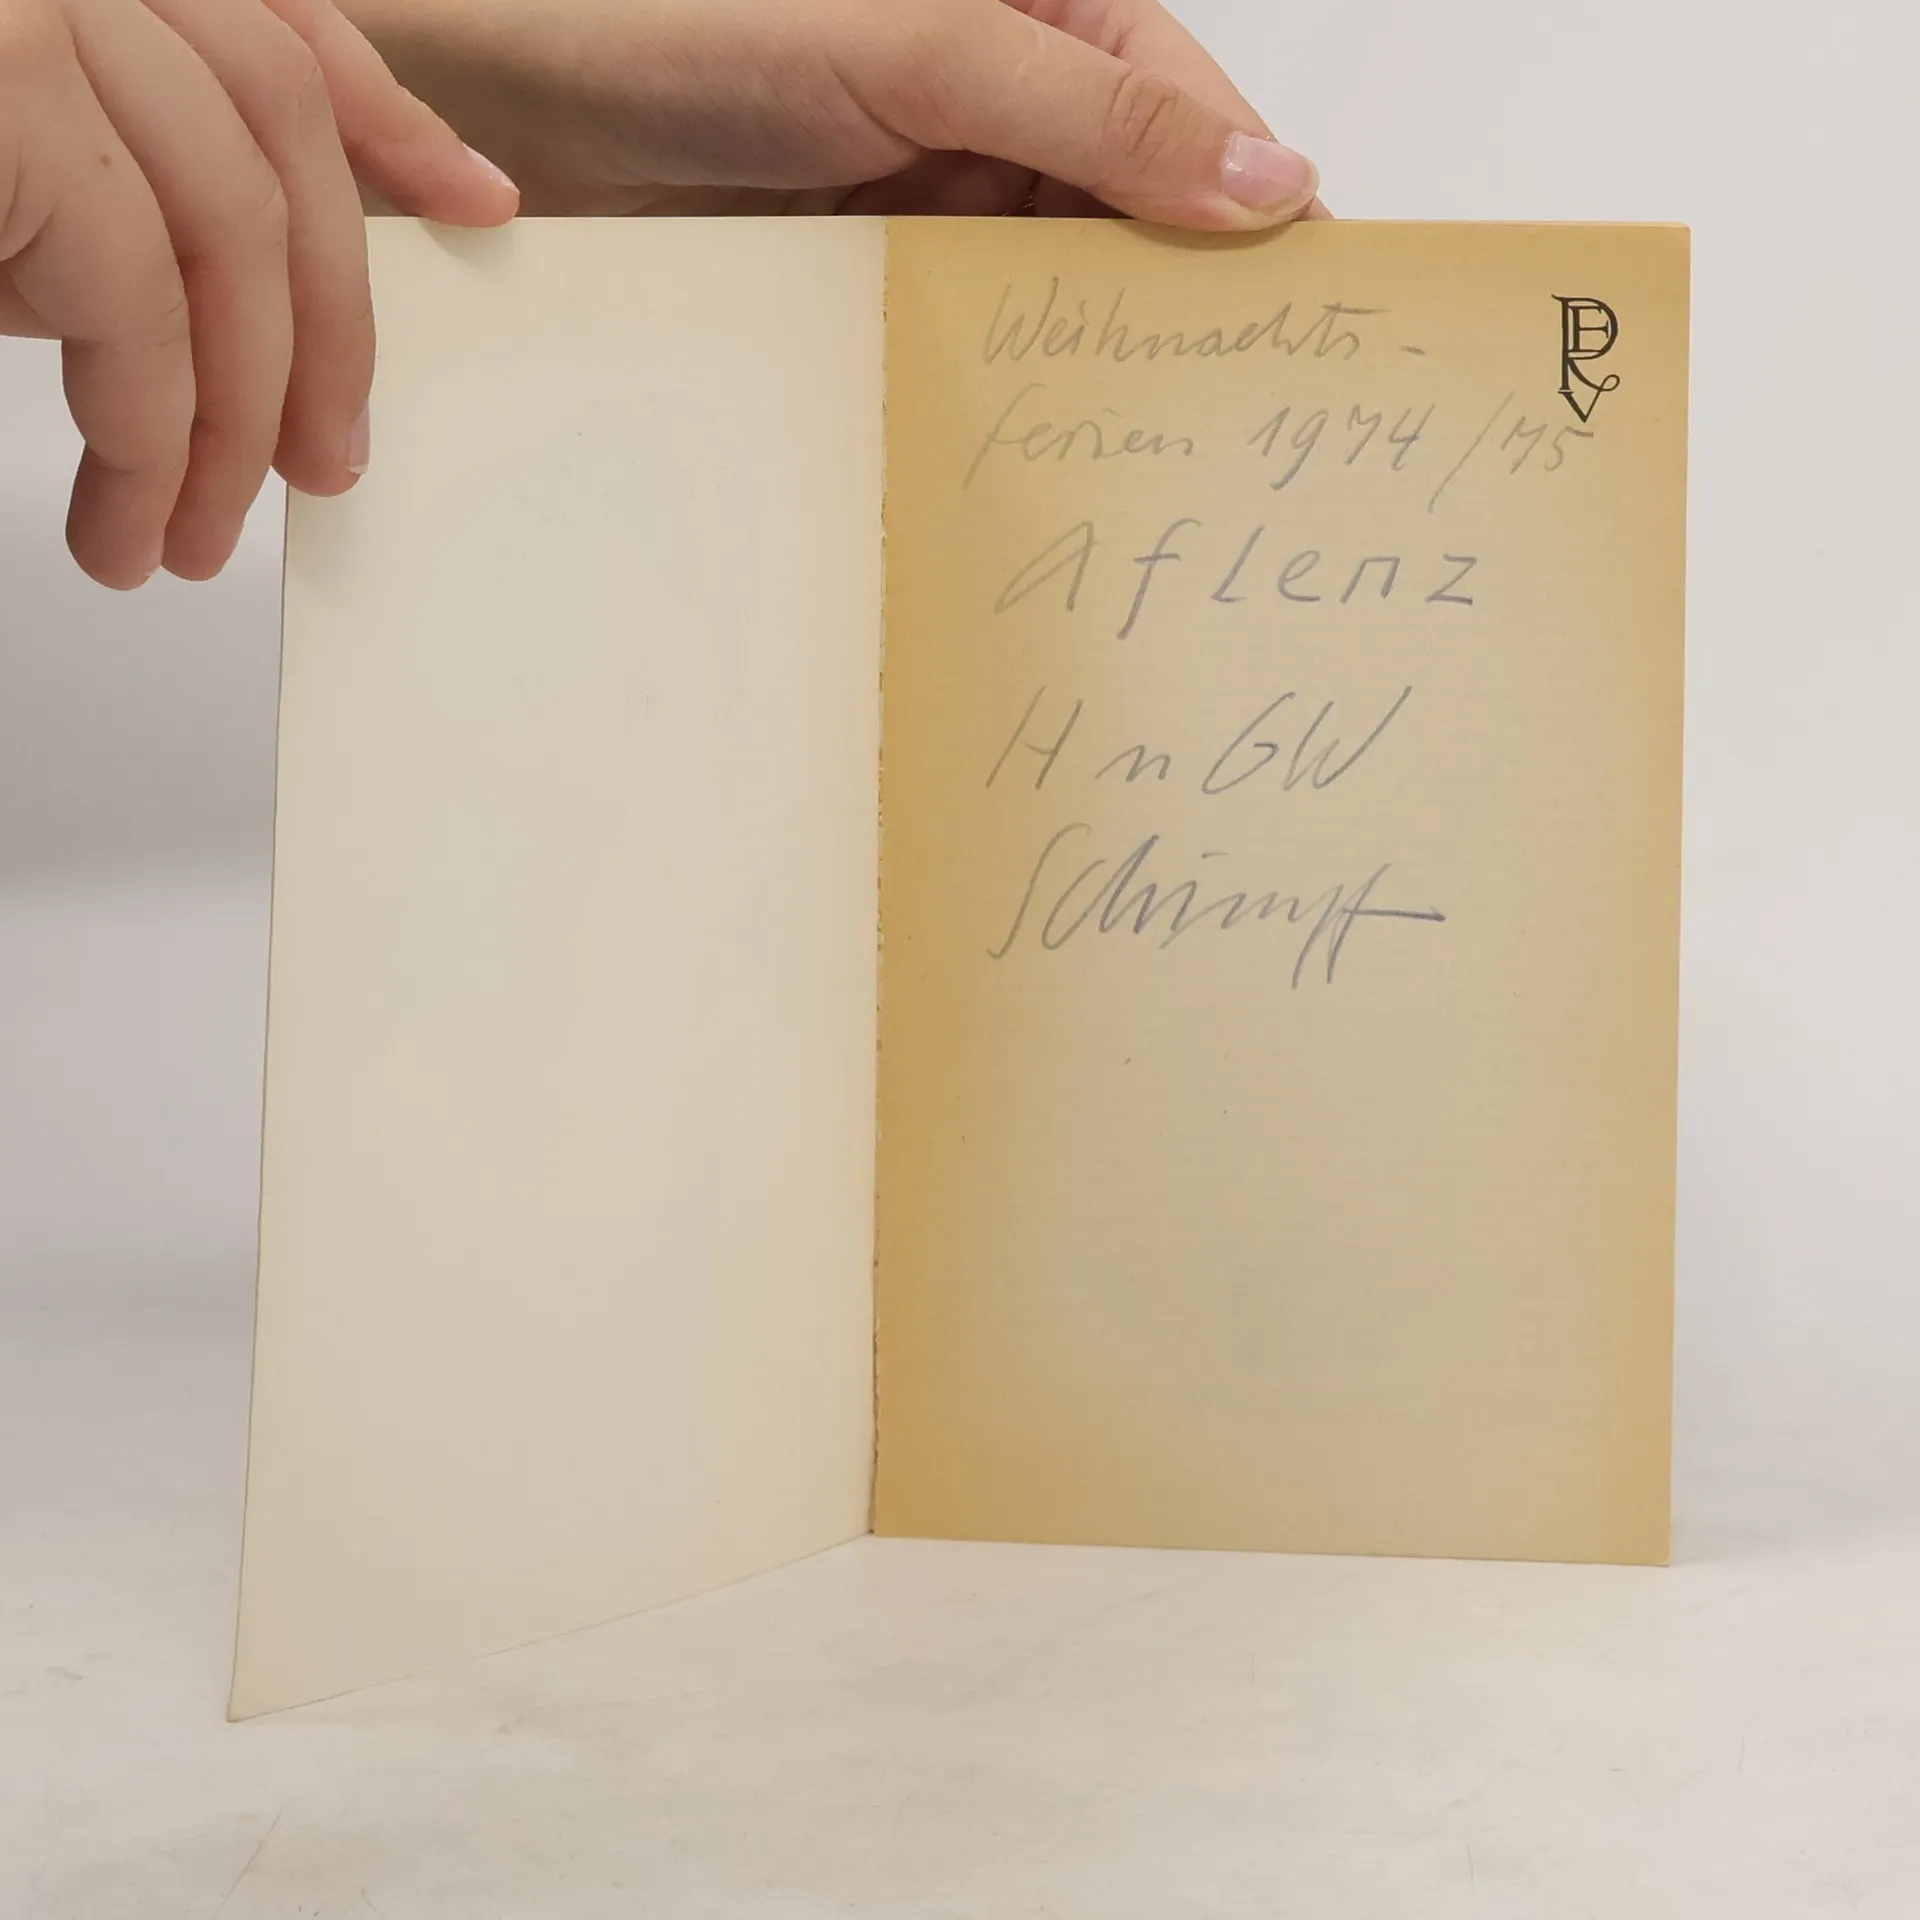 Weihnachts-
ferien 1974/75
Aflenz
H n GW
Schimpf